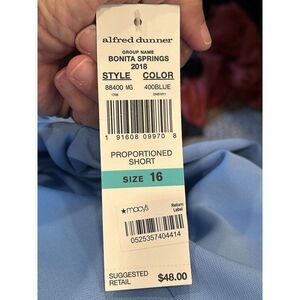 alfred dunner
GROUP NAME
BONITA SPRINGS
2018
STYLE COLOR
88400 MG 400BLUE
1 91608 09970 8
PROPORTIONED
SHORT
SIZE 16
★macy's
Return
Label
0525357404414
SUGGESTED
RETAIL $48.00